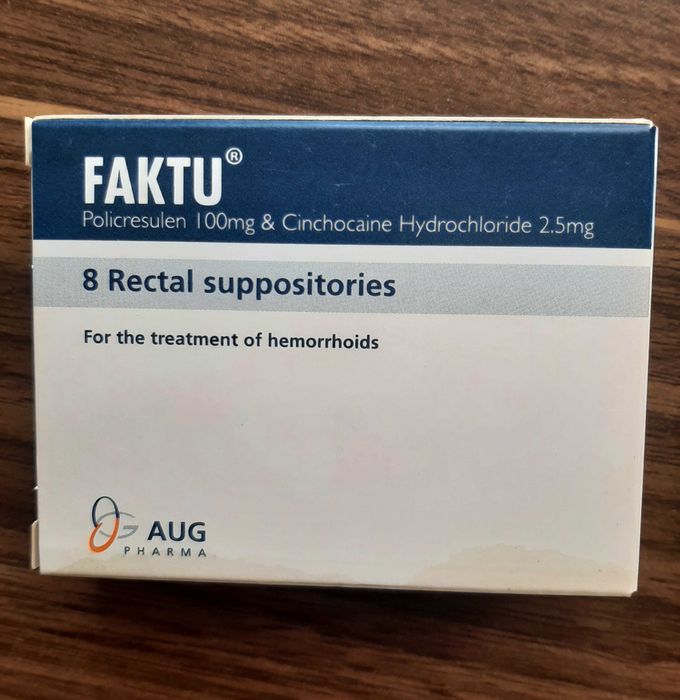 FAKTU®
Policresulen 100mg & Cinchocaine Hydrochloride 2.5mg
8 Rectal suppositories
For the treatment of hemorrhoids
AUG
PHARMA